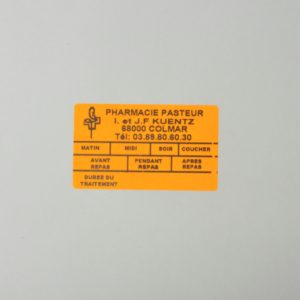 PHARMACIE PASTEUR
I. et J.F KUENTZ
68000 COLMAR
Tél: 03.89.80.60.30
MATIN MIDI SOIR COUCHER
AVANT REPAS PENDANT REPAS APRES REPAS
DUREE DU
TRAITEMENT